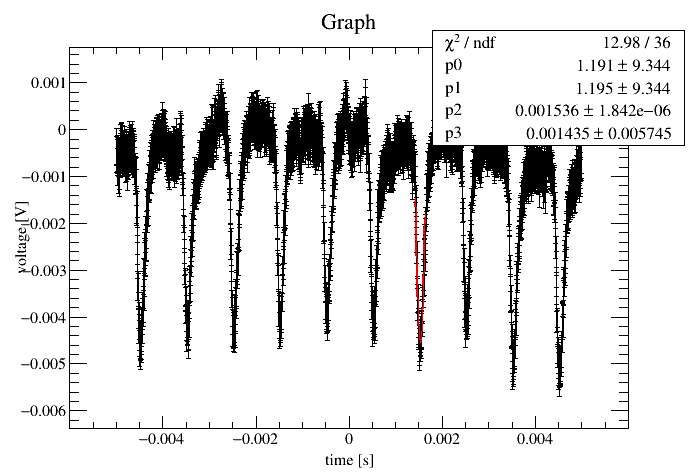 Graph
χ² / ndf 12.98 / 36
p0 1.191 ± 9.344
p1 1.195 ± 9.344
p2 0.001536 ± 1.842e−06
p3 0.001435 ± 0.005745
voltage [V]
0.001
0
−0.001
−0.002
−0.003
−0.004
−0.005
−0.006
−0.004 −0.002 0 0.002 0.004
time [s]